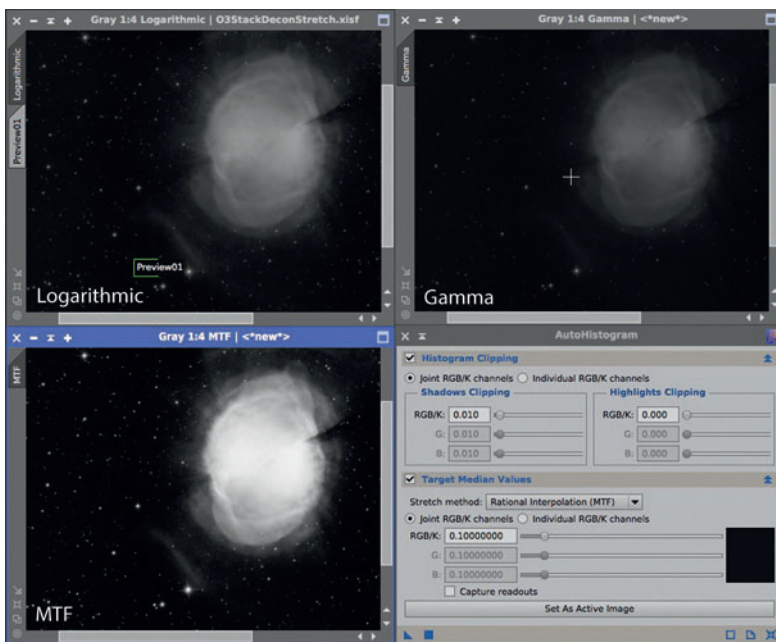 Gray 1:4 Logarithmic | O3StackDeconStretch.xisf
Logarithmic
Preview01
Preview01
Logarithmic
Gray 1:4 Gamma | <*new*>
Gamma
Gamma
Gray 1:4 MTF | <*new*>
MTF
MTF
AutoHistogram
Histogram Clipping
Joint RGB/K channels Individual RGB/K channels
Shadows Clipping Highlights Clipping
RGB/K: 0.010 RGB/K: 0.000
G: 0.010 G: 0.000
B: 0.010 B: 0.000
Target Median Values
Stretch method: Rational Interpolation (MTF)
Joint RGB/K channels Individual RGB/K channels
RGB/K: 0.10000000
G: 0.10000000
B: 0.10000000
Capture readouts
Set As Active Image